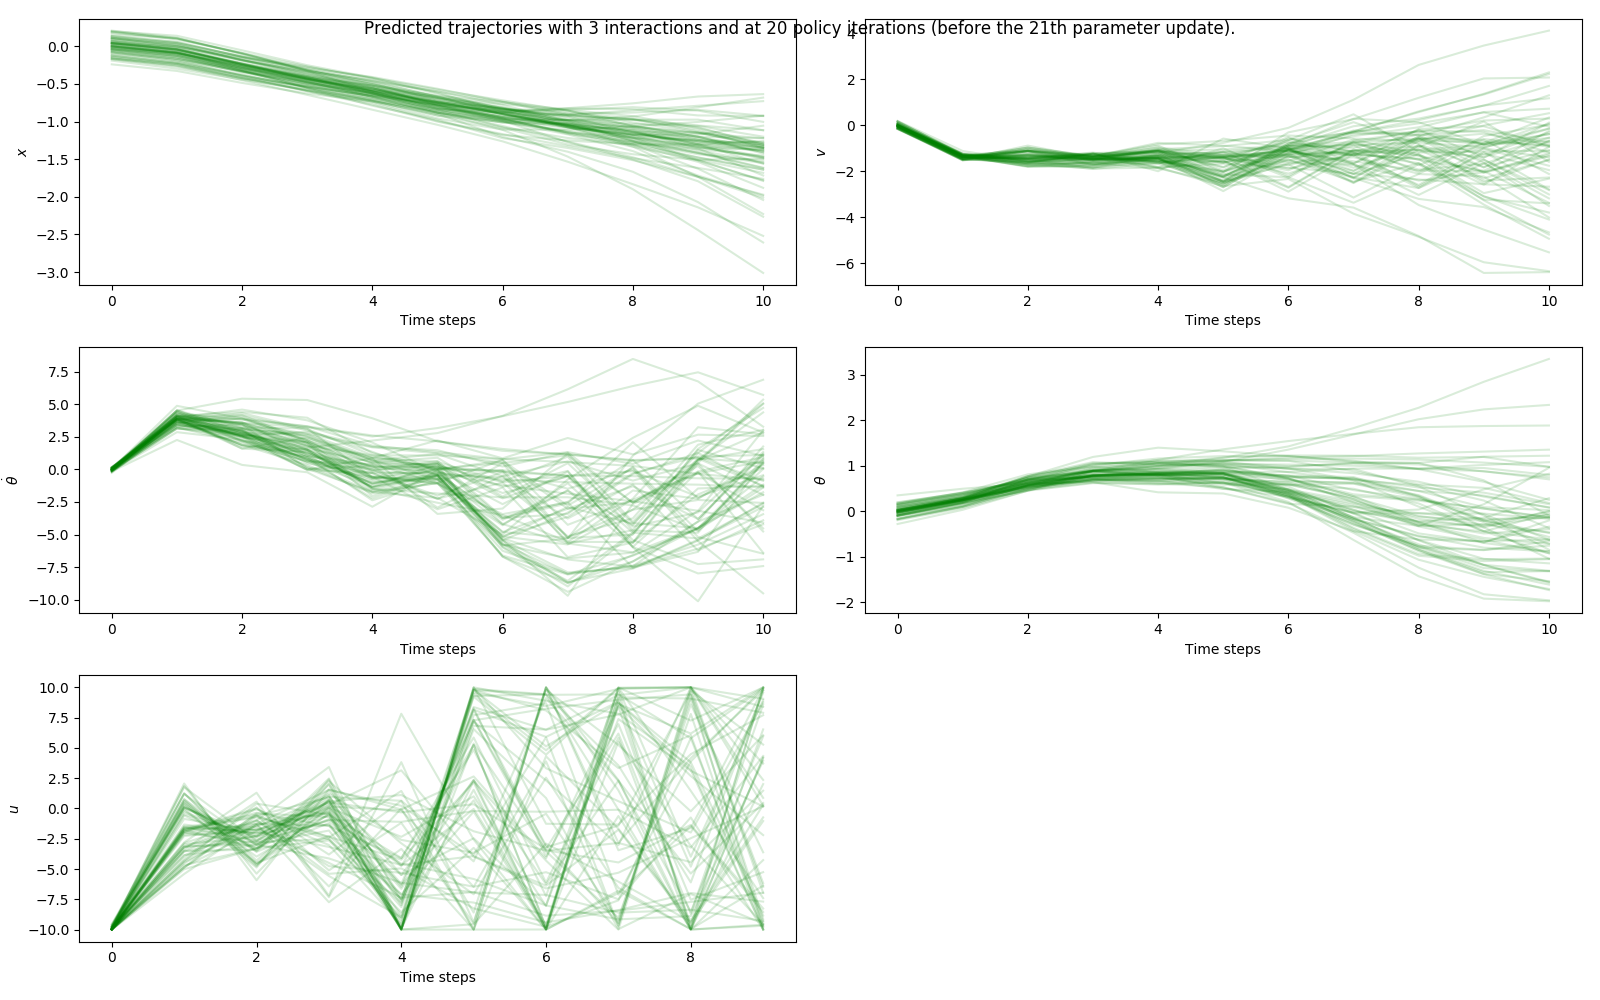 Predicted trajectories with 3 interactions and at 20 policy iterations (before the 21th parameter update).
0.0
−0.5
−1.0
−1.5
−2.0
−2.5
−3.0
x
0 2 4 6 8 10
Time steps
4
2
0
−2
−4
−6
v
0 2 4 6 8 10
Time steps
7.5
5.0
2.5
0.0
−2.5
−5.0
−7.5
−10.0
θ̇
0 2 4 6 8 10
Time steps
3
2
1
0
−1
−2
θ
0 2 4 6 8 10
Time steps
10.0
7.5
5.0
2.5
0.0
−2.5
−5.0
−7.5
−10.0
u
0 2 4 6 8
Time steps